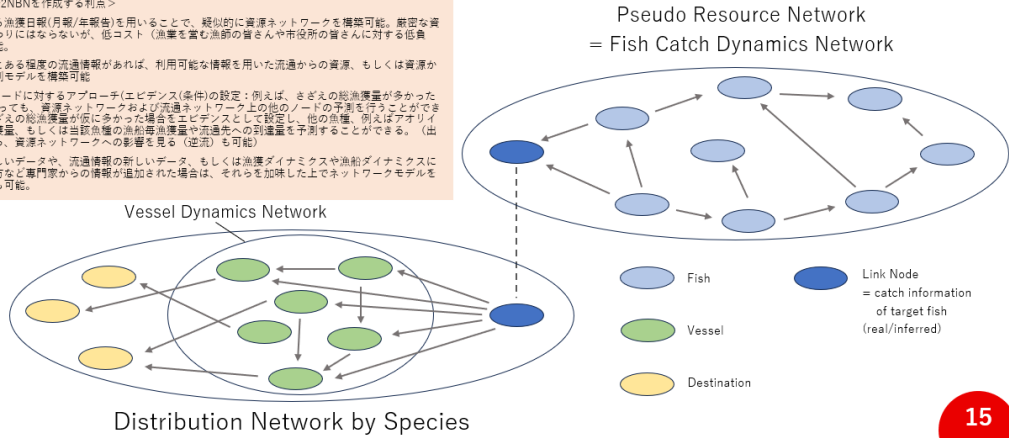 2NBNを作成する利点＞
る漁獲日報(月報/年報告)を用いることで、疑似的に資源ネットワークを構築可能。厳密な資
わりにはならないが、低コスト（漁業を営む漁師の皆さんや市役所の皆さんに対する低負
能。
とある程度の流通情報があれば、利用可能な情報を用いた流通からの資源、もしくは資源か
測モデルを構築可能
ードに対するアプローチ(エビデンス(条件)の設定：例えば、さざえの総漁獲量が多かった
っても、資源ネットワークおよび流通ネットワーク上の他のノードの予測を行うことができ
ざえの総漁獲量が仮に多かった場合をエビデンスとして設定し、他の魚種、例えばアオリイ
獲量、もしくは当該魚種の漁船毎漁獲量や流通先への到達量を予測することができる。（出
ら、資源ネットワークへの影響を見る（逆流）も可能）
しいデータや、流通情報の新しいデータ、もしくは漁獲ダイナミクスや漁船ダイナミクスに
方など専門家からの情報が追加された場合は、それらを加味した上でネットワークモデルを
も可能。
Pseudo Resource Network
= Fish Catch Dynamics Network
Vessel Dynamics Network
Fish
Vessel
Destination
Link Node
= catch information
of target fish
(real/inferred)
Distribution Network by Species
15